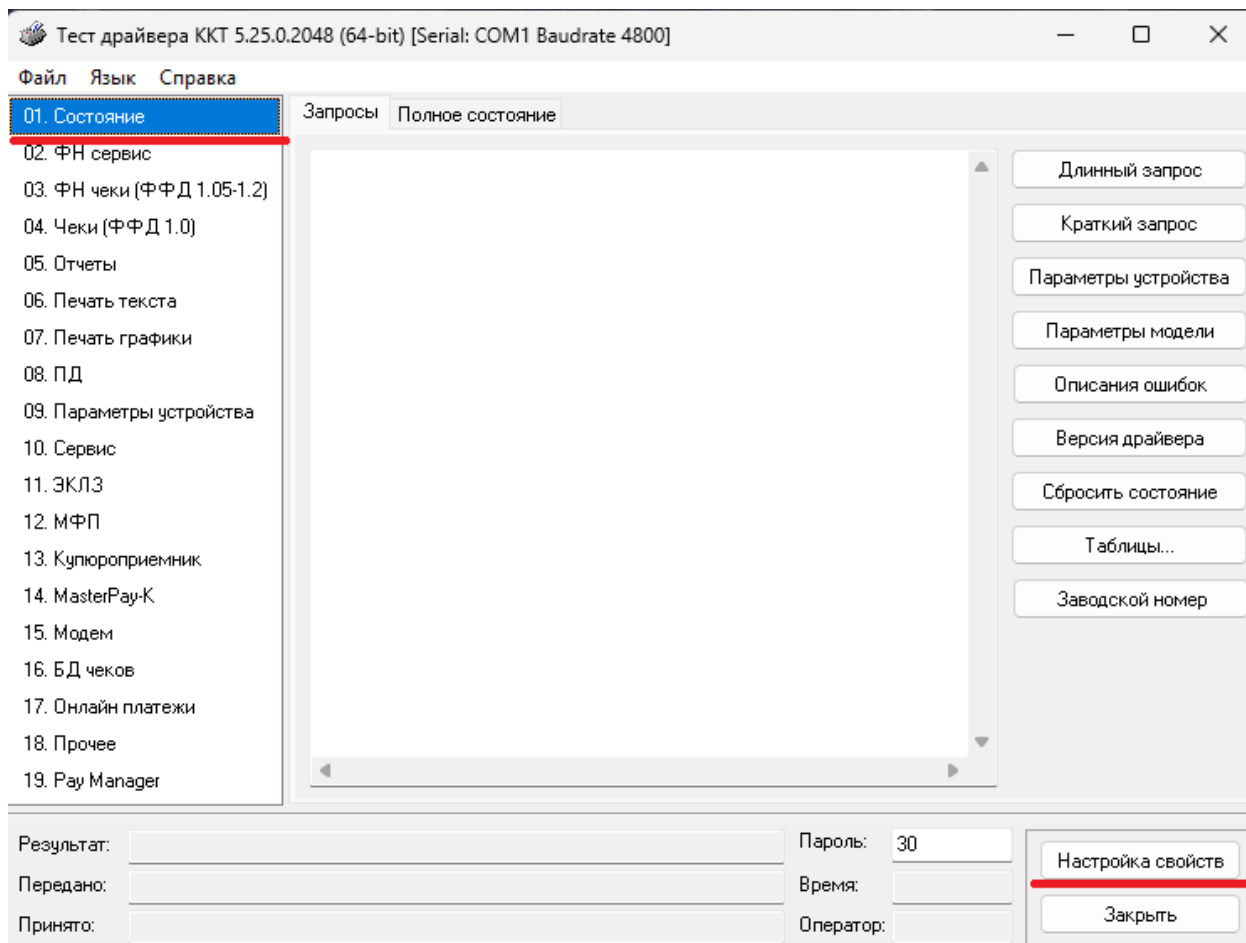 Тест драйвера ККТ 5.25.0.2048 (64-bit) [Serial: COM1 Baudrate 4800]
Файл Язык Справка
01. Состояние
02. ФН сервис
03. ФН чеки (ФФД 1.05-1.2)
04. Чеки (ФФД 1.0)
05. Отчеты
06. Печать текста
07. Печать графики
08. ПД
09. Параметры устройства
10. Сервис
11. ЭКЛЗ
12. МФП
13. Купюроприемник
14. MasterPay-K
15. Модем
16. БД чеков
17. Онлайн платежи
18. Прочее
19. Pay Manager
Запросы Полное состояние
Длинный запрос
Краткий запрос
Параметры устройства
Параметры модели
Описания ошибок
Версия драйвера
Сбросить состояние
Таблицы...
Заводской номер
Результат:
Передано:
Принято:
Пароль: 30
Время:
Оператор:
Настройка свойств
Закрыть